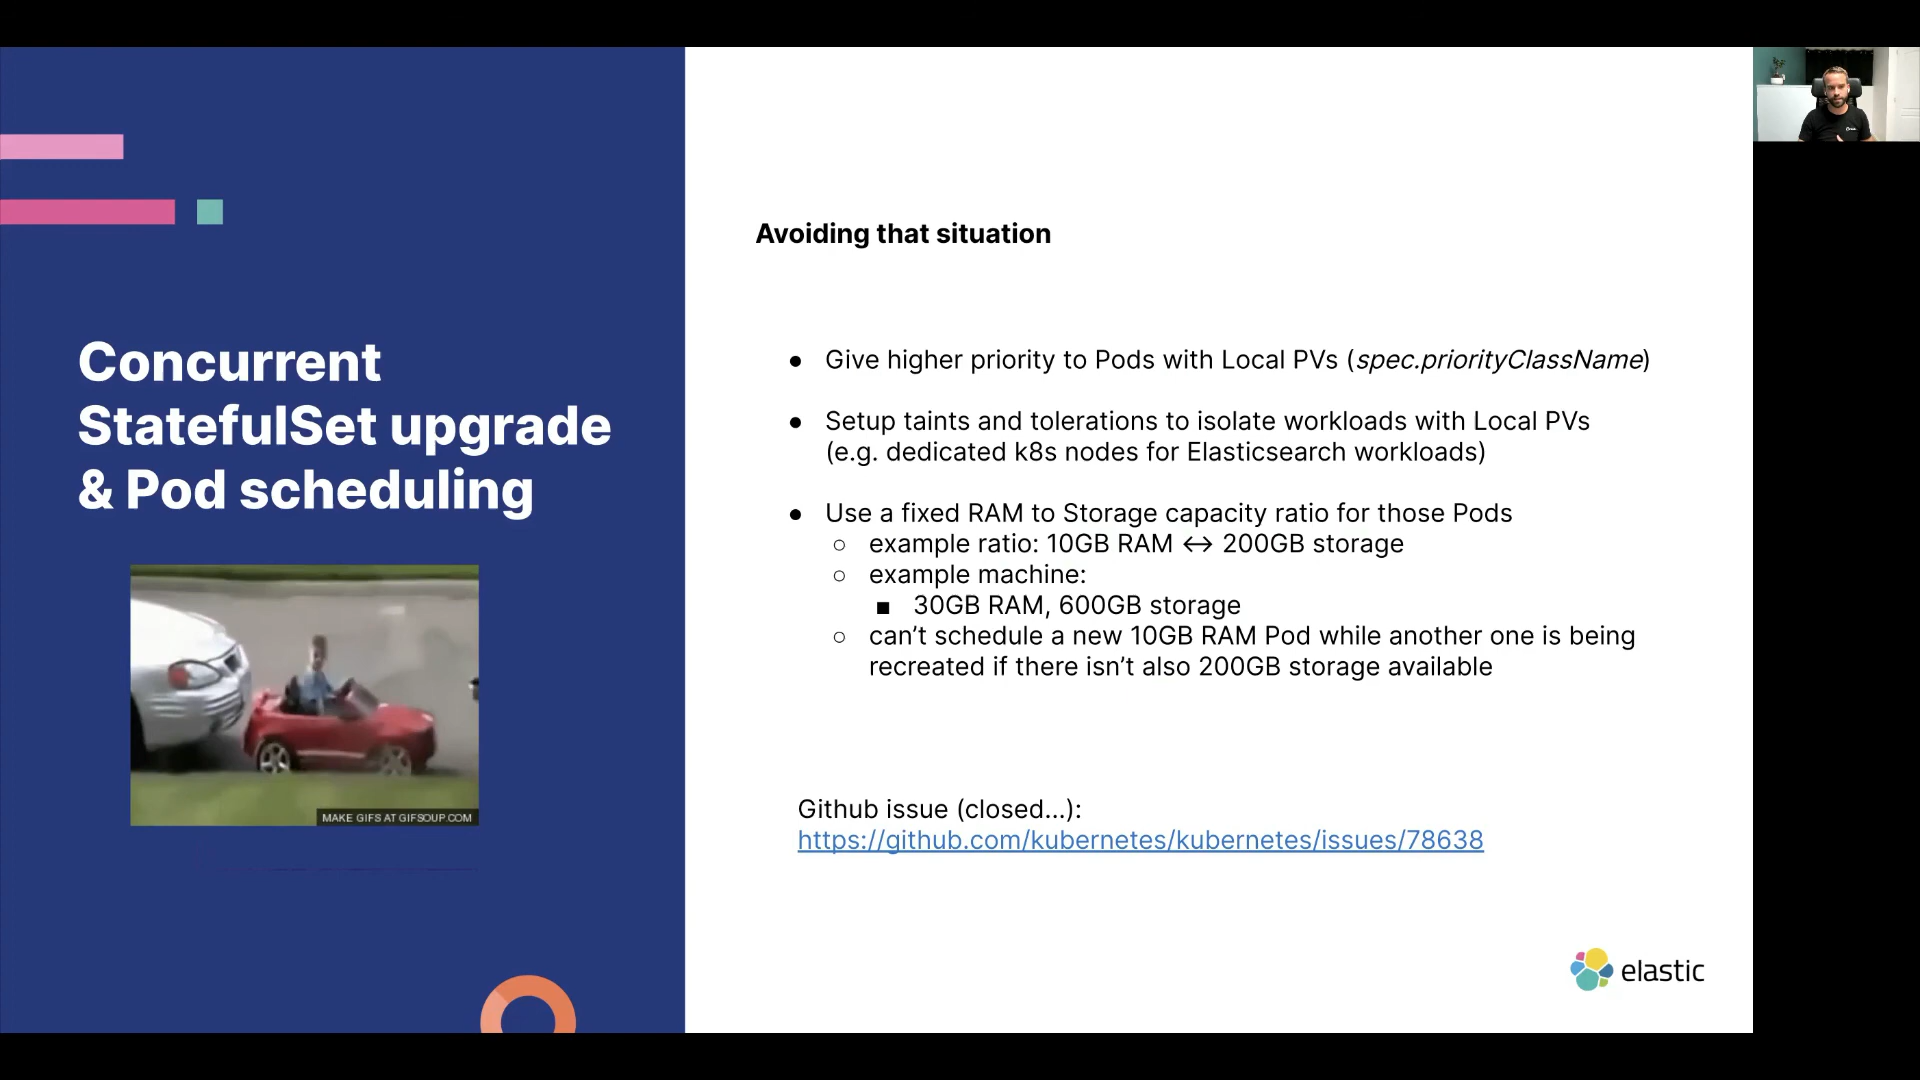 Concurrent
StatefulSet upgrade
& Pod scheduling
MAKE GIFS AT GIFSOUP.COM
Avoiding that situation
● Give higher priority to Pods with Local PVs (spec.priorityClassName)
● Setup taints and tolerations to isolate workloads with Local PVs
(e.g. dedicated k8s nodes for Elasticsearch workloads)
● Use a fixed RAM to Storage capacity ratio for those Pods
○ example ratio: 10GB RAM ↔ 200GB storage
○ example machine:
■ 30GB RAM, 600GB storage
○ can’t schedule a new 10GB RAM Pod while another one is being
recreated if there isn’t also 200GB storage available
Github issue (closed...):
https://github.com/kubernetes/kubernetes/issues/78638
elastic